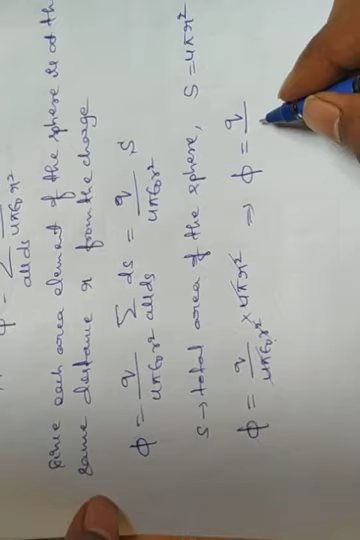 φ = Σ over all ds —/4πε₀r²
Since each area element of the sphere is at the
same distance r from the charge
φ = q/4πε₀r² Σ all ds ds = q/4πε₀r² · S
S → total area of the sphere, S = 4πr²
φ = q/4πε₀r² × 4πr² ⇒ φ = q/